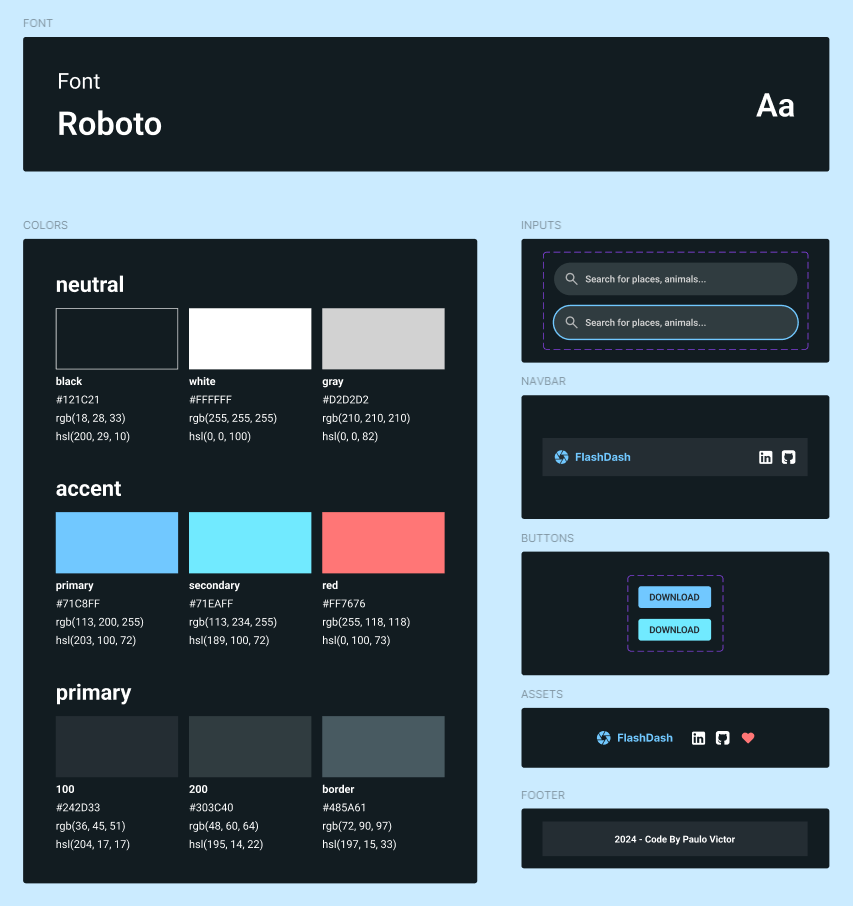 FONT
Font
Roboto
Aa
COLORS
neutral
black
#121C21
rgb(18, 28, 33)
hsl(200, 29, 10)
white
#FFFFFF
rgb(255, 255, 255)
hsl(0, 0, 100)
gray
#D2D2D2
rgb(210, 210, 210)
hsl(0, 0, 82)
accent
primary
#71C8FF
rgb(113, 200, 255)
hsl(203, 100, 72)
secondary
#71EAFF
rgb(113, 234, 255)
hsl(189, 100, 72)
red
#FF7676
rgb(255, 118, 118)
hsl(0, 100, 73)
primary
100
#242D33
rgb(36, 45, 51)
hsl(204, 17, 17)
200
#303C40
rgb(48, 60, 64)
hsl(195, 14, 22)
border
#485A61
rgb(72, 90, 97)
hsl(197, 15, 33)
INPUTS
Search for places, animals...
Search for places, animals...
NAVBAR
FlashDash
in
BUTTONS
DOWNLOAD
DOWNLOAD
ASSETS
FlashDash
in
FOOTER
2024 - Code By Paulo Victor